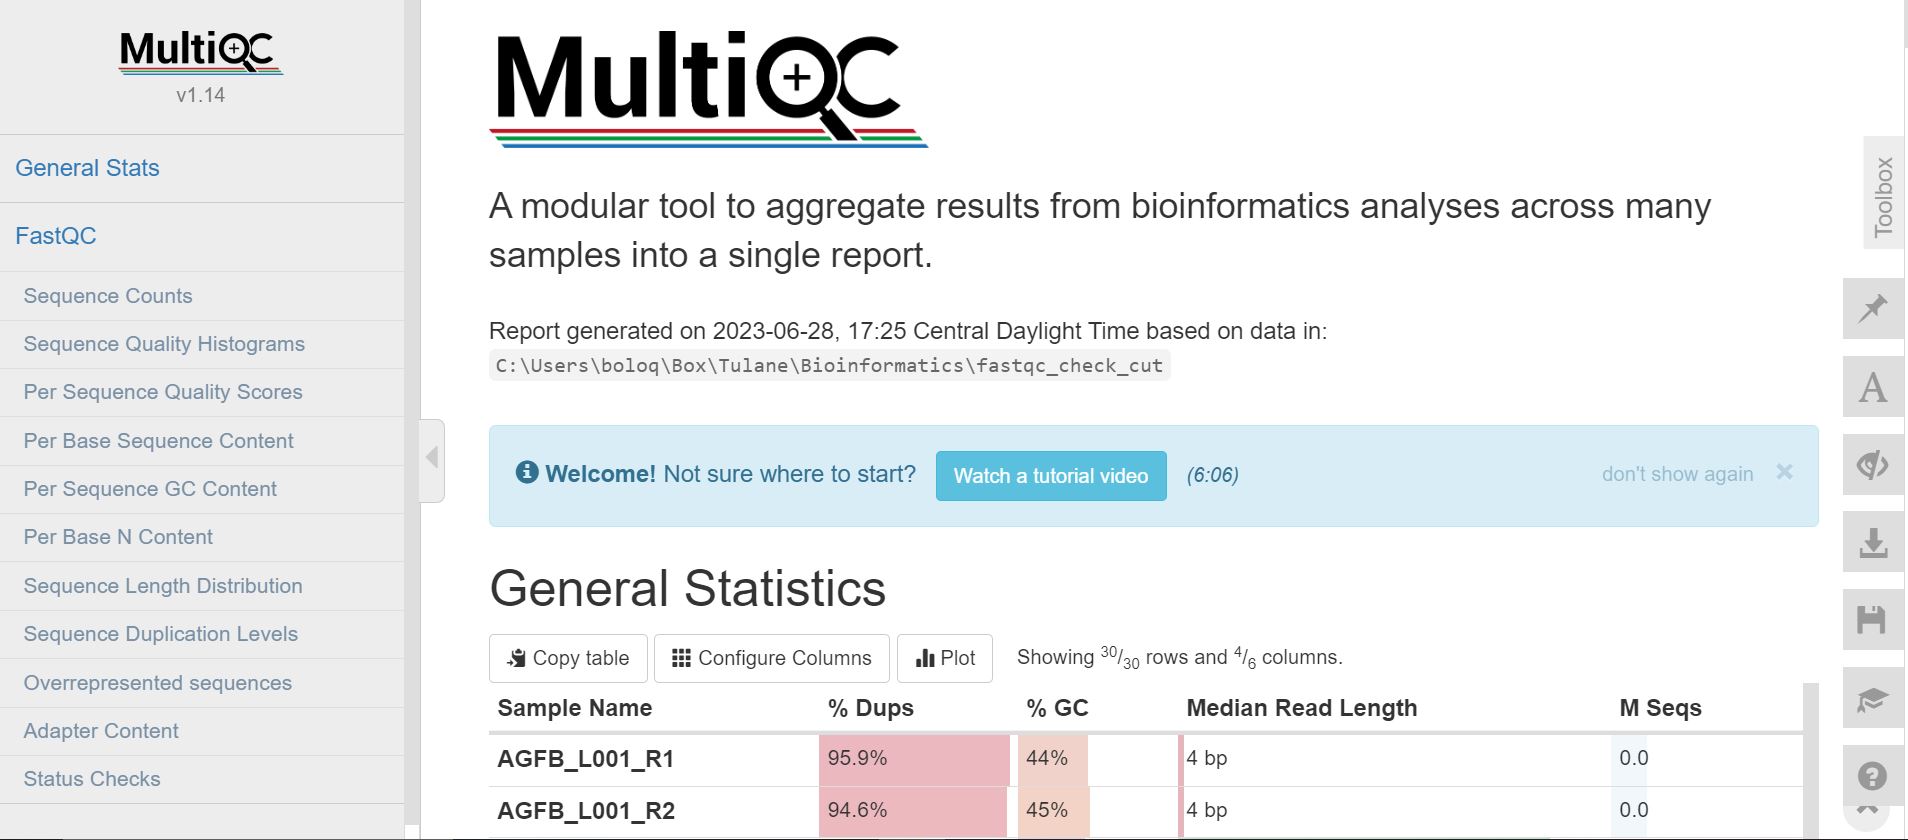 MultiQC
v1.14
General Stats
FastQC
Sequence Counts
Sequence Quality Histograms
Per Sequence Quality Scores
Per Base Sequence Content
Per Sequence GC Content
Per Base N Content
Sequence Length Distribution
Sequence Duplication Levels
Overrepresented sequences
Adapter Content
Status Checks
MultiQC
A modular tool to aggregate results from bioinformatics analyses across many
samples into a single report.
Report generated on 2023-06-28, 17:25 Central Daylight Time based on data in:
C:\Users\boloq\Box\Tulane\Bioinformatics\fastqc_check_cut
Welcome! Not sure where to start? Watch a tutorial video (6:06) don't show again ×
General Statistics
Copy table Configure Columns Plot Showing 30/30 rows and 4/6 columns.
Sample Name % Dups % GC Median Read Length M Seqs
AGFB_L001_R1 95.9% 44% 4 bp 0.0
AGFB_L001_R2 94.6% 45% 4 bp 0.0
Toolbox
A